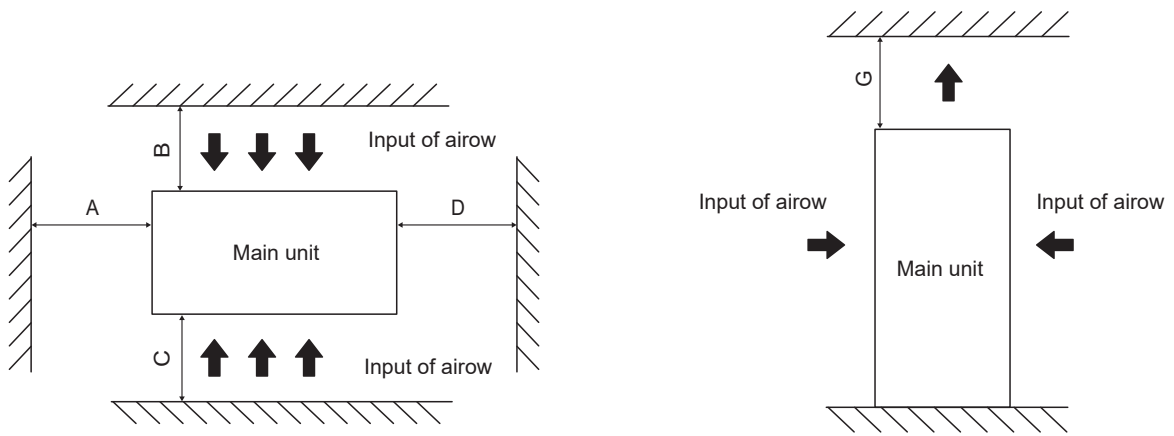 B
Input of airow
A
D
Main unit
C
Input of airow
G
Input of airow
Input of airow
Main unit